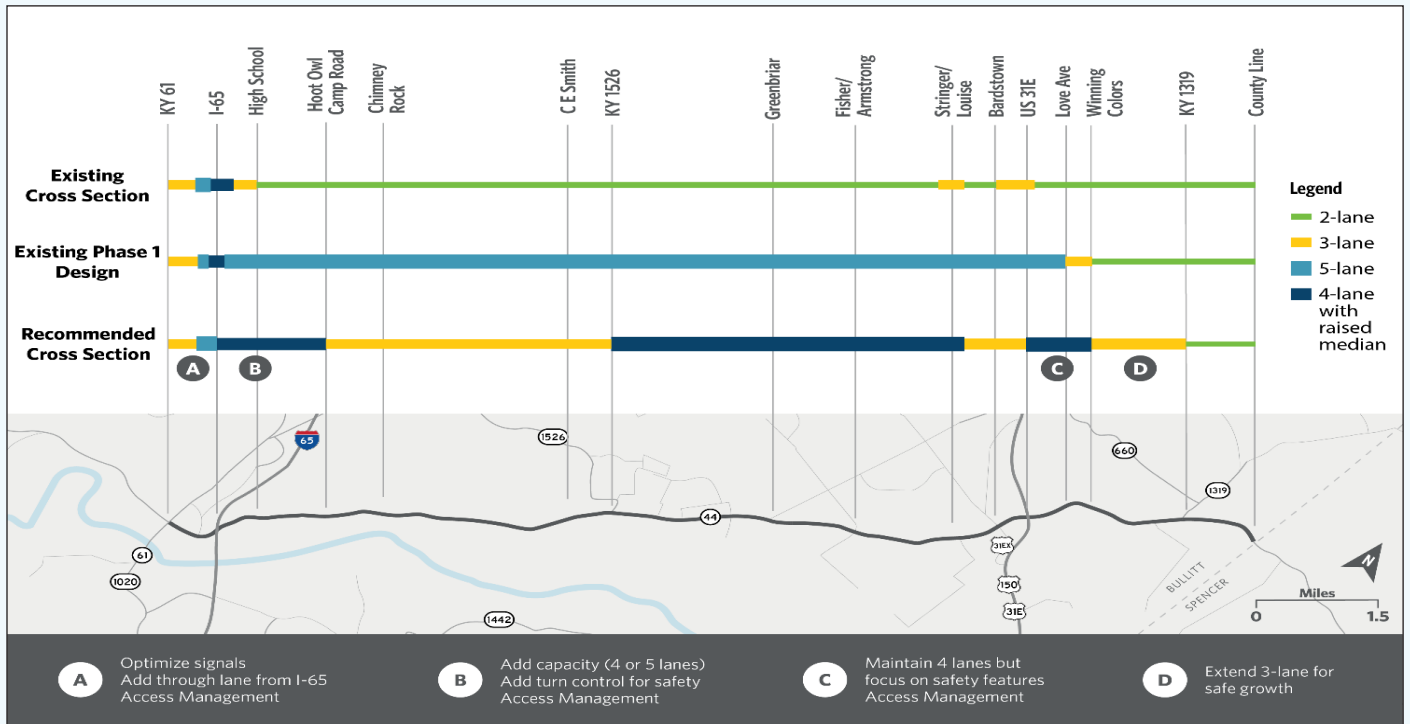 KY 61
I-65
High School
Hoot Owl
Camp Road
Chimney
Rock
C E Smith
KY 1526
Greenbriar
Fisher/
Armstrong
Stringer/
Louise
Bardstown
US 31E
Love Ave
Winning
Colors
KY 1319
County Line
Existing
Cross Section
Existing Phase 1
Design
Recommended
Cross Section
A
B
C
D
Legend
2-lane
3-lane
5-lane
4-lane
with
raised
median
65
1526
660
1319
44
61
1020
31EX
150
31E
1442
BULLITT
SPENCER
N
Miles
0
1.5
A
Optimize signals
Add through lane from I-65
Access Management
B
Add capacity (4 or 5 lanes)
Add turn control for safety
Access Management
C
Maintain 4 lanes but
focus on safety features
Access Management
D
Extend 3-lane for
safe growth